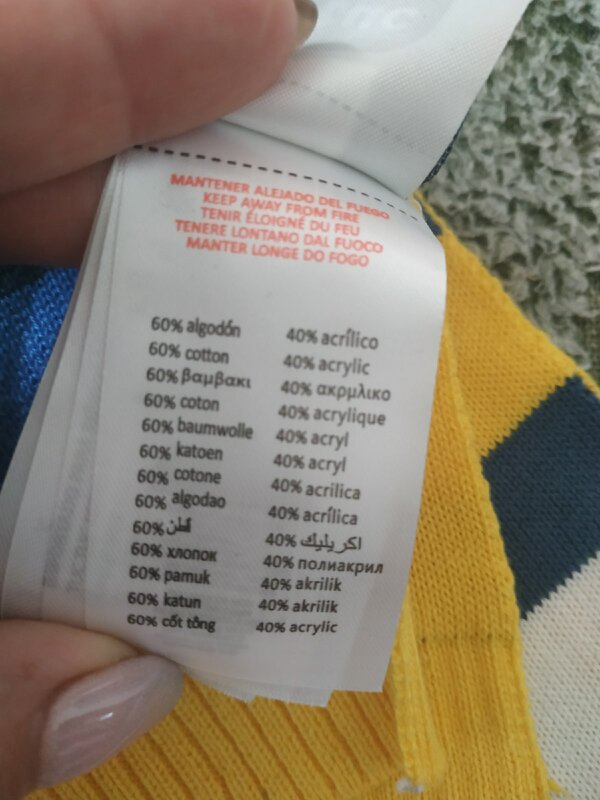 MANTENER ALEJADO DEL FUEGO
KEEP AWAY FROM FIRE
TENIR ÉLOIGNÉ DU FEU
TENERE LONTANO DAL FUOCO
MANTER LONGE DO FOGO
60% algodón 40% acrílico
60% cotton 40% acrylic
60% βαμβακι 40% ακρμλικο
60% coton 40% acrylique
60% baumwolle 40% acryl
60% katoen 40% acryl
60% cotone 40% acrilica
60% algodao 40% acrílica
60% قطن 40% اكريليك
60% хлопок 40% полиакрил
60% pamuk 40% akrilik
60% katun 40% akrilik
60% cốt tông 40% acrylic